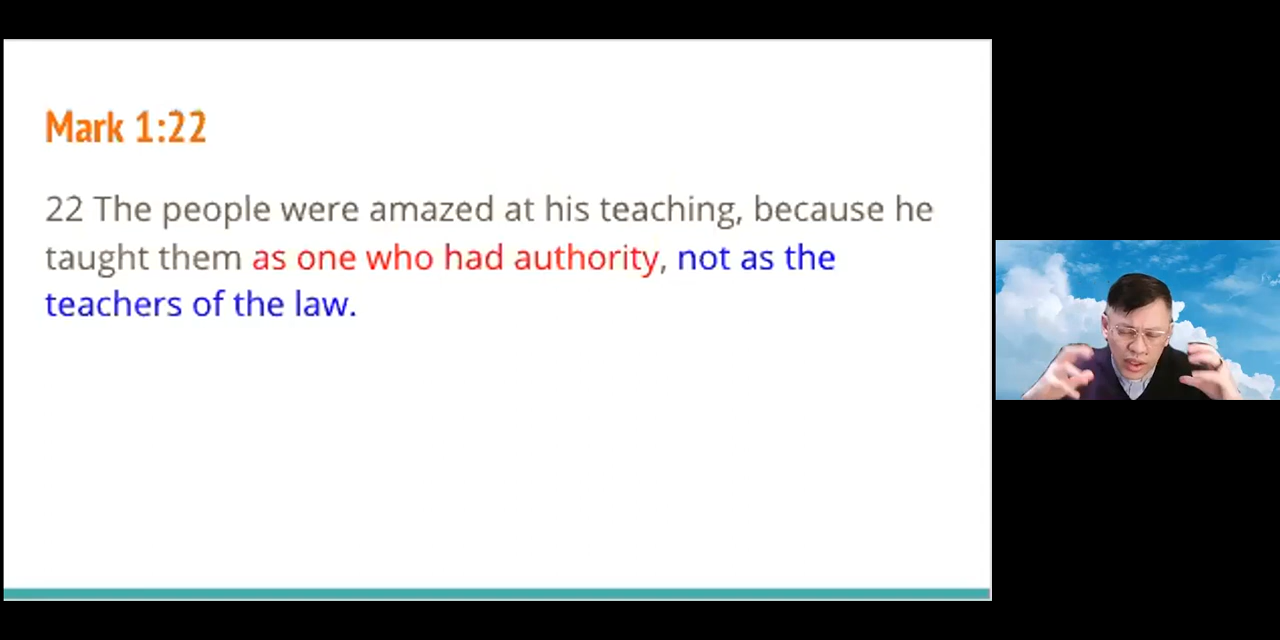 Mark 1:22
22 The people were amazed at his teaching, because he
taught them as one who had authority, not as the
teachers of the law.